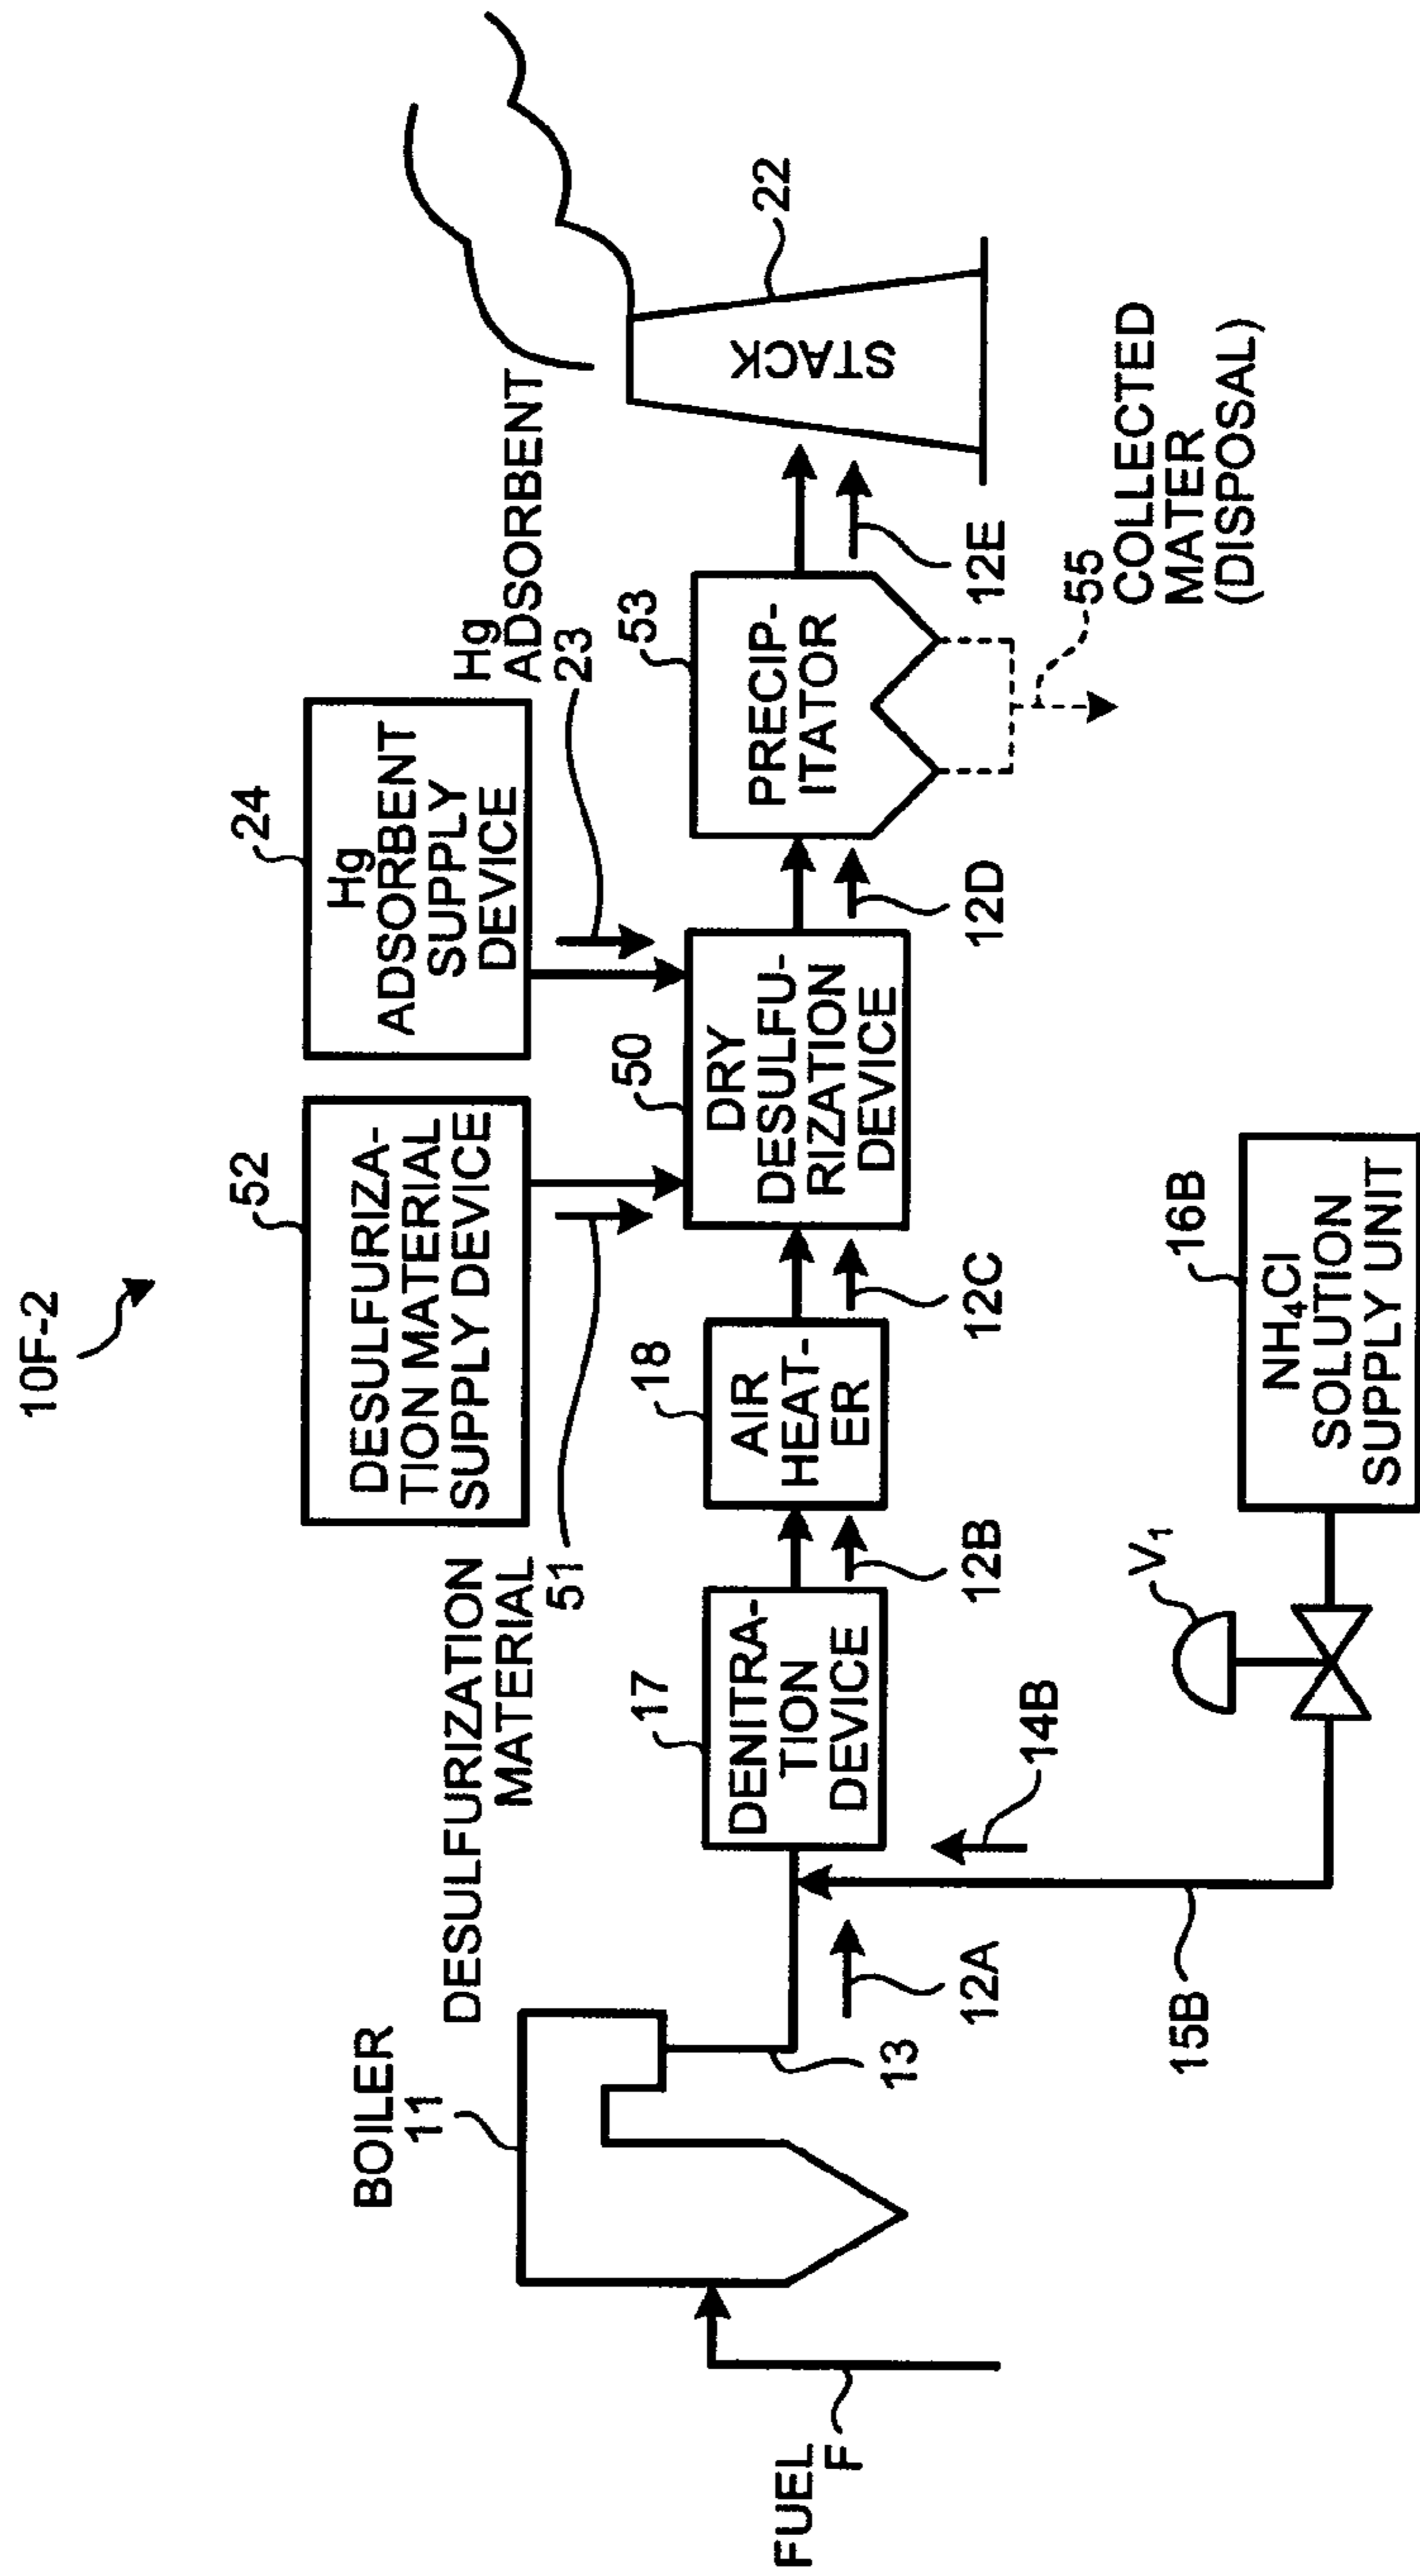 10F-2
52
DESULFURIZA-
TION MATERIAL
SUPPLY DEVICE
24
Hg
ADSORBENT
SUPPLY
DEVICE
BOILER
11
DESULFURIZATION
MATERIAL
51
Hg
ADSORBENT
23
17
DENITRA-
TION
DEVICE
18
AIR
HEAT-
ER
50
DRY
DESULFU-
RIZATION
DEVICE
53
PRECIP-
ITATOR
22
STACK
FUEL
F
13
12A
12B
12C
12D
12E
14B
15B
V1
16B
NH4Cl
SOLUTION
SUPPLY UNIT
55
COLLECTED
MATER
(DISPOSAL)